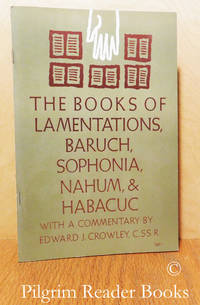 THE BOOKS OF
LAMENTATIONS,
BARUCH,
SOPHONIA,
NAHUM, &
HABACUC
WITH A COMMENTARY BY
EDWARD J. CROWLEY, C.SS.R.
©
Pilgrim Reader Books